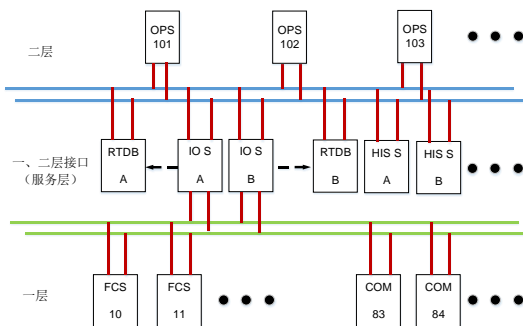 OPS
101
OPS
102
OPS
103
二层
RTDB
A
IO S
A
IO S
B
RTDB
B
HIS S
A
HIS S
B
一、二层接口
（服务层）
FCS
10
FCS
11
COM
83
COM
84
一层